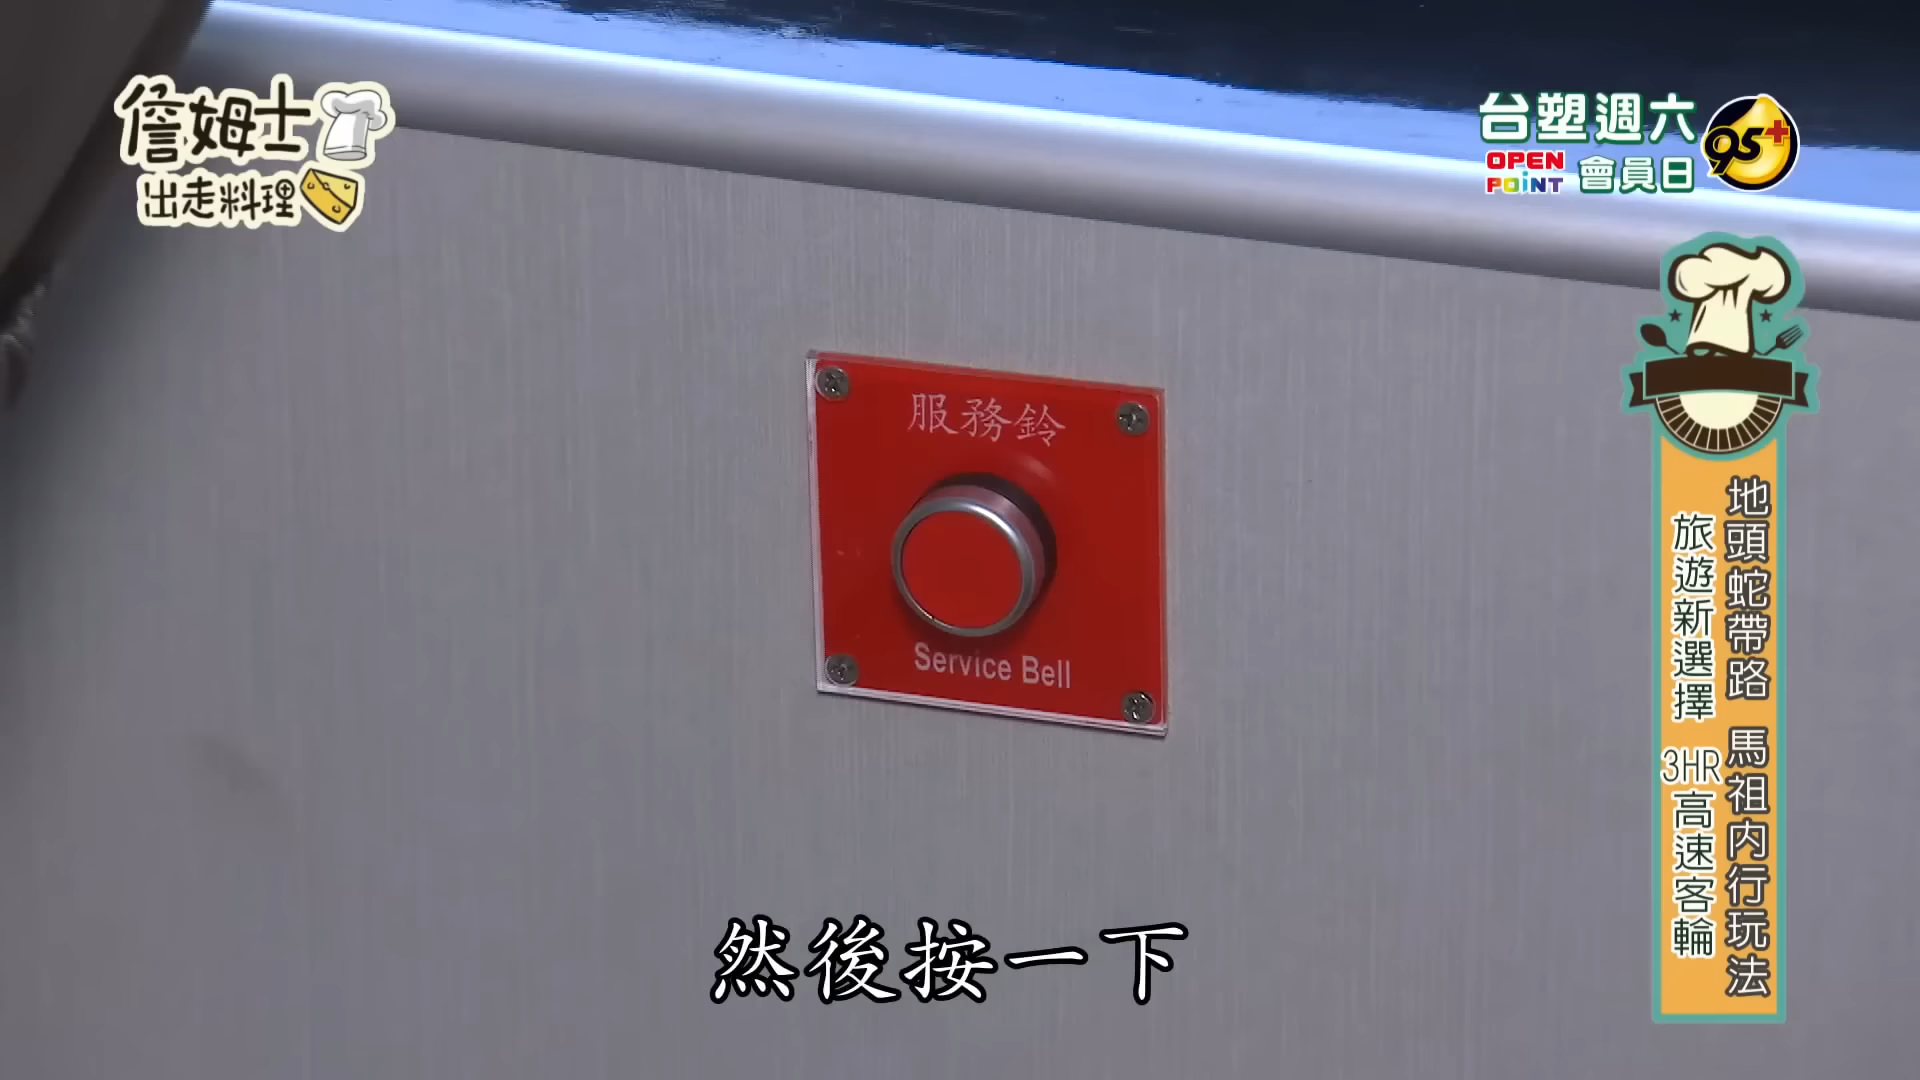 詹姆士
出走料理
台塑週六
OPEN POINT
會員日
95+
服務鈴
Service Bell
地頭蛇帶路 馬祖內行玩法
旅遊新選擇 3HR高速客輪
然後按一下